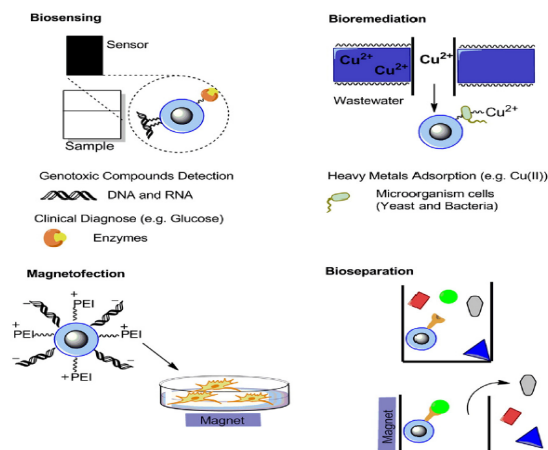 Biosensing
Sensor
Sample
Genotoxic Compounds Detection
DNA and RNA
Clinical Diagnose (e.g. Glucose)
Enzymes
Bioremediation
Cu²⁺
Cu²⁺
Cu²⁺
Wastewater
Cu²⁺
Heavy Metals Adsorption (e.g. Cu(II))
Microorganism cells
(Yeast and Bacteria)
Magnetofection
+
PEI
− −
+ +
PEI PEI
− −
+PEI
Magnet
Bioseparation
Magnet